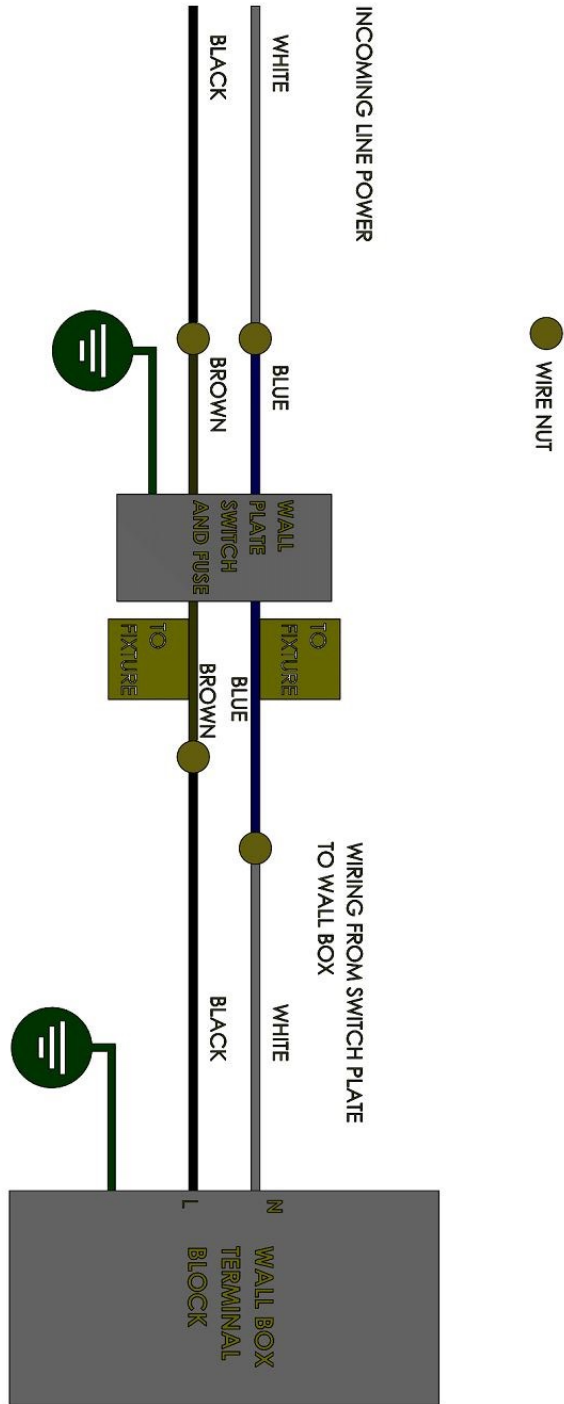 WIRE NUT
INCOMING LINE POWER
WHITE
BLACK
BLUE
BROWN
WALL
PLATE
SWITCH
AND FUSE
TO
FIXTURE
TO
FIXTURE
BLUE
BROWN
WIRING FROM SWITCH PLATE
TO WALL BOX
WHITE
BLACK
N
L
WALL BOX
TERMINAL
BLOCK